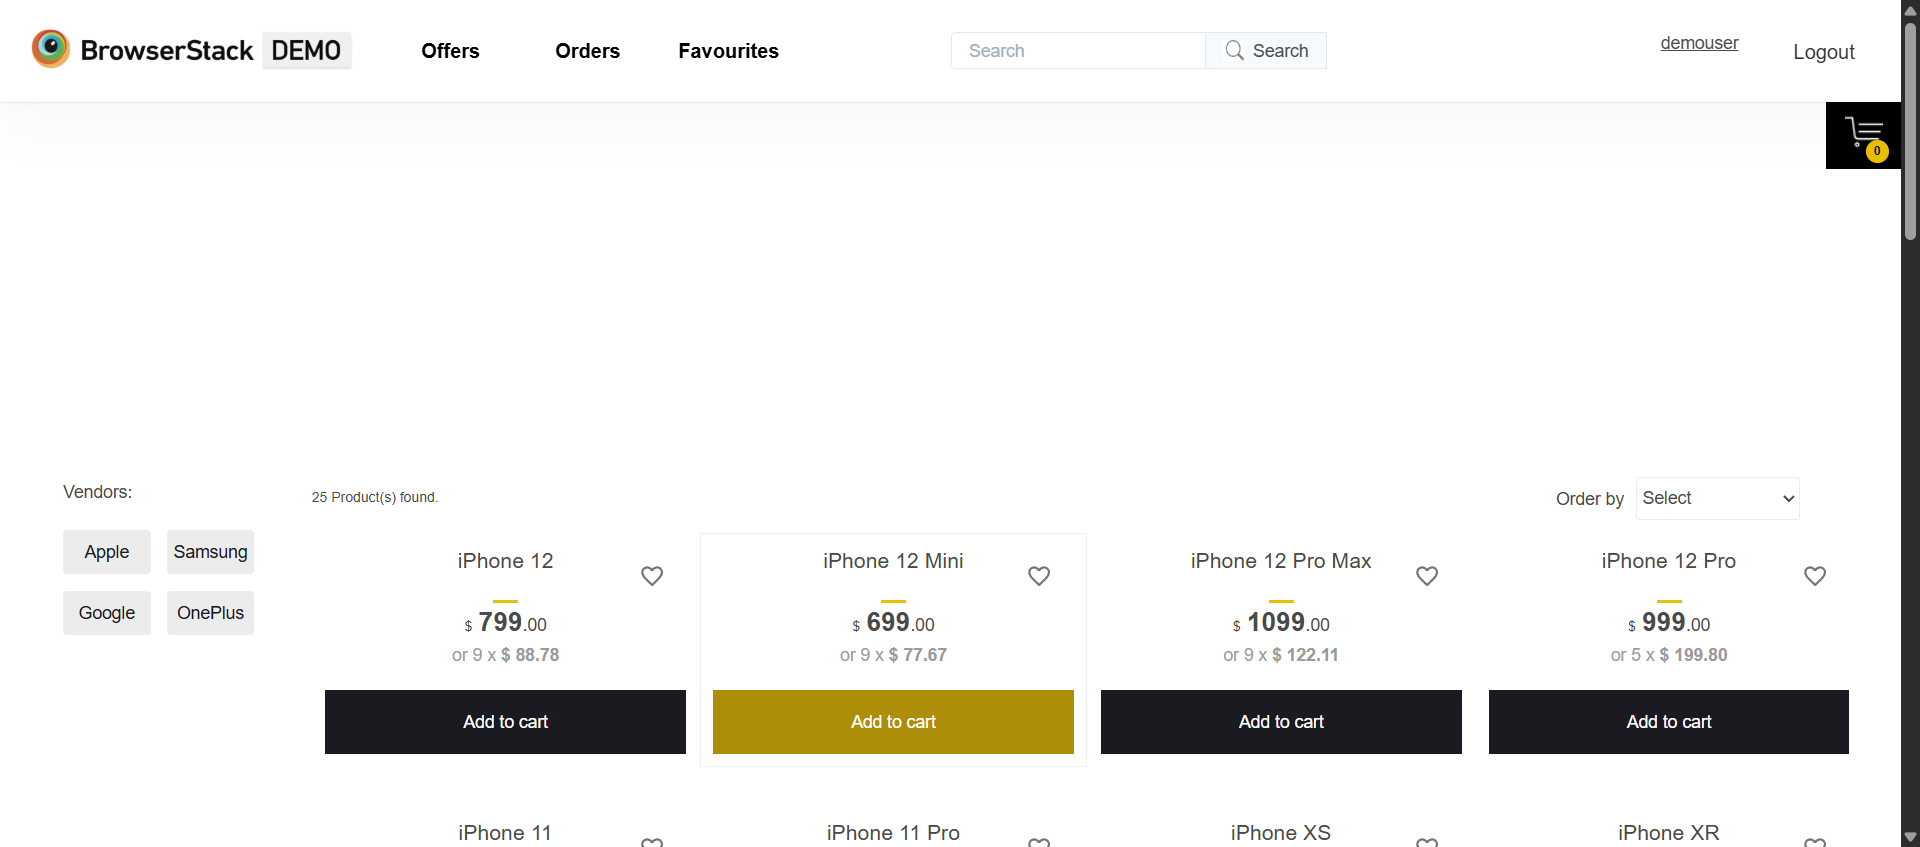 BrowserStack DEMO Offers Orders Favourites Search Search demouser Logout
0
Vendors: 25 Product(s) found. Order by Select
Apple Samsung
Google OnePlus
iPhone 12 iPhone 12 Mini iPhone 12 Pro Max iPhone 12 Pro
$ 799.00 $ 699.00 $ 1099.00 $ 999.00
or 9 x $ 88.78 or 9 x $ 77.67 or 9 x $ 122.11 or 5 x $ 199.80
Add to cart Add to cart Add to cart Add to cart
iPhone 11 iPhone 11 Pro iPhone XS iPhone XR